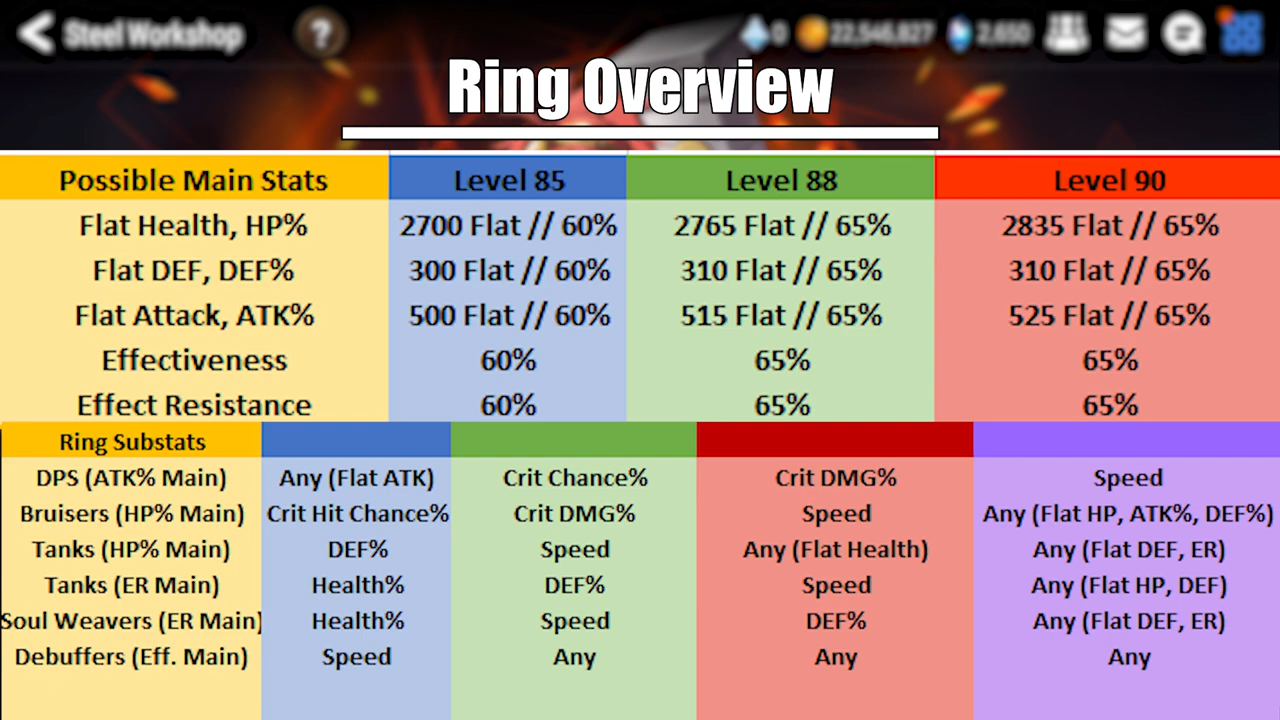 Steel Workshop ? 0 22,546,827 2,650
Ring Overview
Possible Main Stats Level 85 Level 88 Level 90
Flat Health, HP% 2700 Flat // 60% 2765 Flat // 65% 2835 Flat // 65%
Flat DEF, DEF% 300 Flat // 60% 310 Flat // 65% 310 Flat // 65%
Flat Attack, ATK% 500 Flat // 60% 515 Flat // 65% 525 Flat // 65%
Effectiveness 60% 65% 65%
Effect Resistance 60% 65% 65%
Ring Substats
DPS (ATK% Main) Any (Flat ATK) Crit Chance% Crit DMG% Speed
Bruisers (HP% Main) Crit Hit Chance% Crit DMG% Speed Any (Flat HP, ATK%, DEF%)
Tanks (HP% Main) DEF% Speed Any (Flat Health) Any (Flat DEF, ER)
Tanks (ER Main) Health% DEF% Speed Any (Flat HP, DEF)
Soul Weavers (ER Main) Health% Speed DEF% Any (Flat DEF, ER)
Debuffers (Eff. Main) Speed Any Any Any